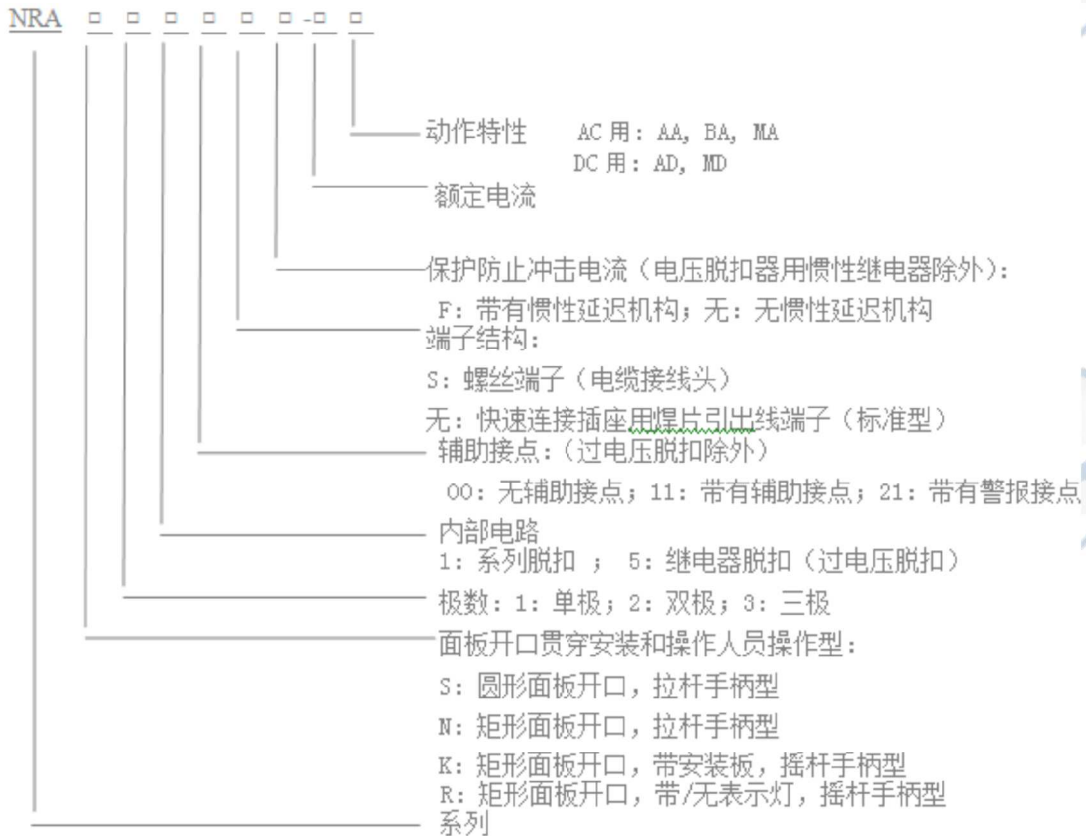 NRA □ □ □ □ □ □ -□ □
动作特性 AC 用: AA, BA, MA
DC 用: AD, MD
额定电流
保护防止冲击电流(电压脱扣器用惯性继电器除外):
F: 带有惯性延迟机构; 无: 无惯性延迟机构
端子结构:
S: 螺丝端子(电缆接线头)
无: 快速连接插座用焊片引出线端子(标准型)
辅助接点:(过电压脱扣除外)
00: 无辅助接点; 11: 带有辅助接点; 21: 带有警报接点
内部电路
1: 系列脱扣 ; 5: 继电器脱扣(过电压脱扣)
极数: 1: 单极; 2: 双极; 3: 三极
面板开口贯穿安装和操作人员操作型:
S: 圆形面板开口, 拉杆手柄型
N: 矩形面板开口, 拉杆手柄型
K: 矩形面板开口, 带安装板, 摇杆手柄型
R: 矩形面板开口, 带/无表示灯, 摇杆手柄型
系列